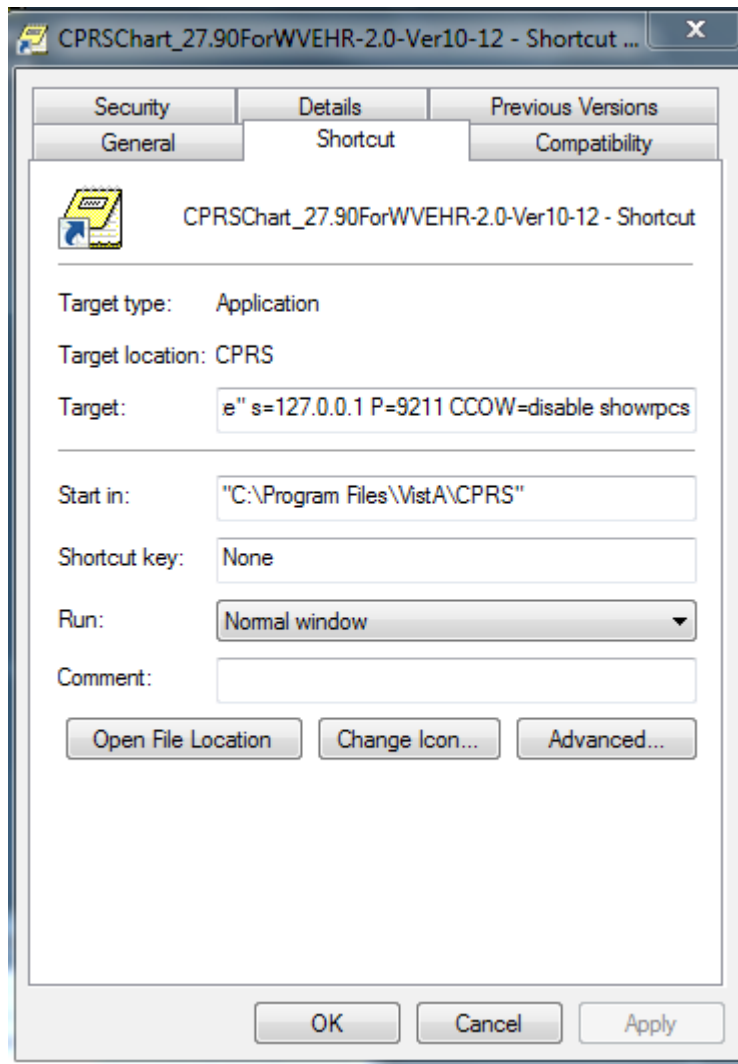 CPRSChart_27.90ForWVEHR-2.0-Ver10-12 - Shortcut ...
x
Security Details Previous Versions
General Shortcut Compatibility
CPRSChart_27.90ForWVEHR-2.0-Ver10-12 - Shortcut
Target type: Application
Target location: CPRS
Target: e" s=127.0.0.1 P=9211 CCOW=disable showrpcs
Start in: "C:\Program Files\VistA\CPRS"
Shortcut key: None
Run: Normal window
Comment:
Open File Location Change Icon... Advanced...
OK Cancel Apply